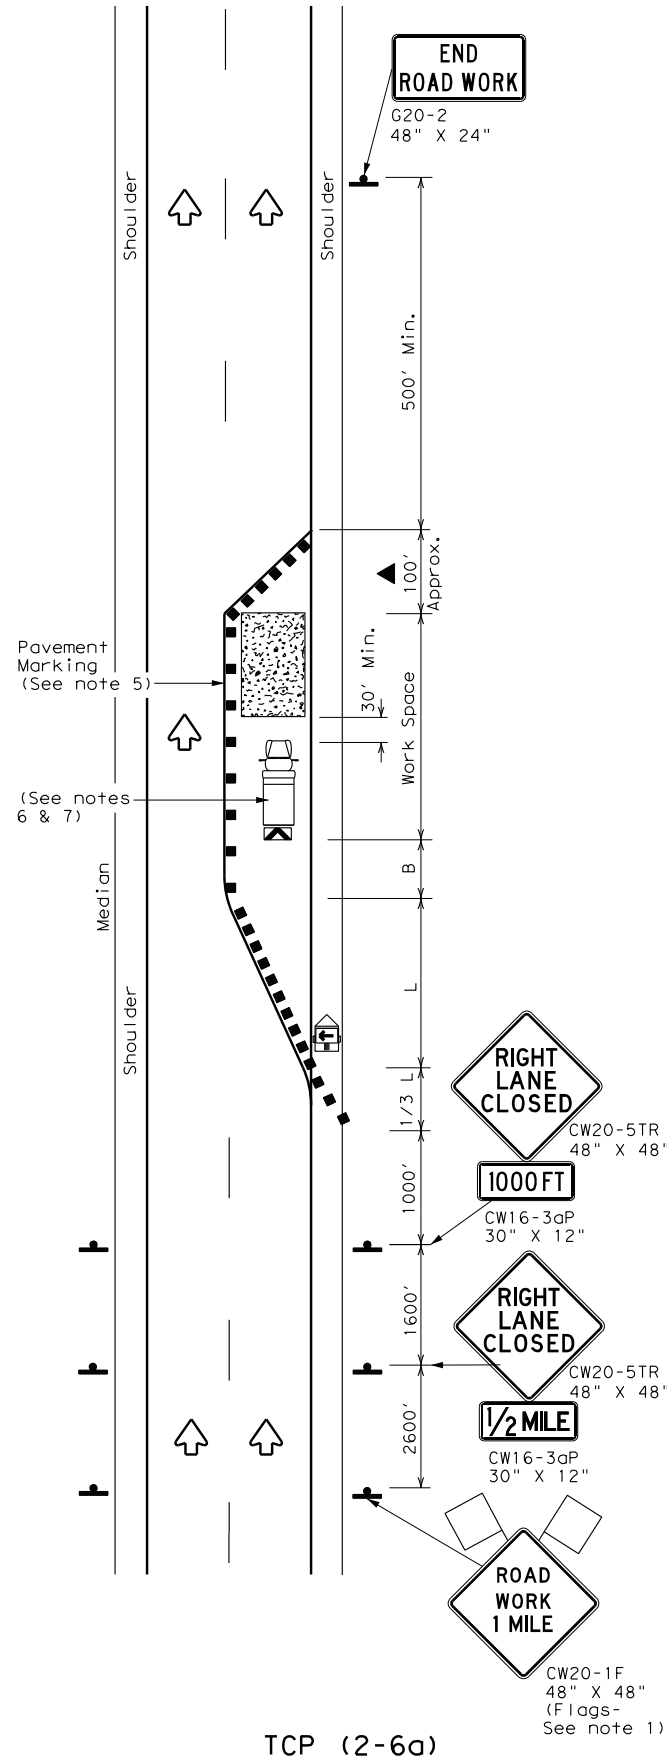 END
ROAD WORK
G20-2
48" X 24"
Shoulder
Shoulder
500' Min.
100'
Approx.
Pavement
Marking
(See note 5)
30' Min.
Work Space
(See notes
6 & 7)
B
Median
L
Shoulder
RIGHT
LANE
CLOSED
1/3 L
CW20-5TR
48" X 48"
1000 FT
1000'
CW16-3aP
30" X 12"
RIGHT
LANE
CLOSED
1600'
CW20-5TR
48" X 48"
1/2 MILE
2600'
CW16-3aP
30" X 12"
ROAD
WORK
1 MILE
CW20-1F
48" X 48"
(Flags-
See note 1)
TCP (2-6a)